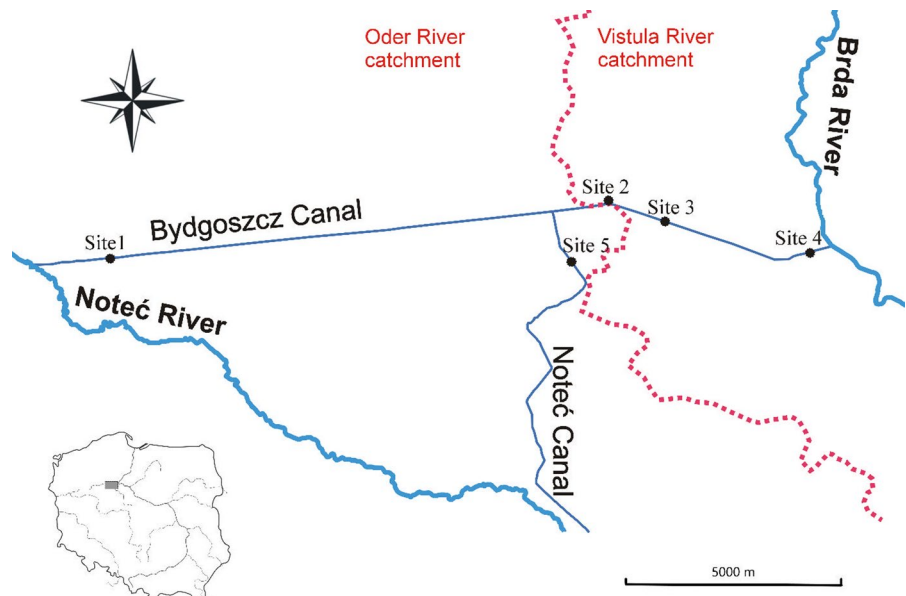 Oder River
catchment
Vistula River
catchment
Brda River
Site 2
Site 3
Bydgoszcz Canal
Site1
Site 4
Site 5
Noteć River
Noteć Canal
5000 m